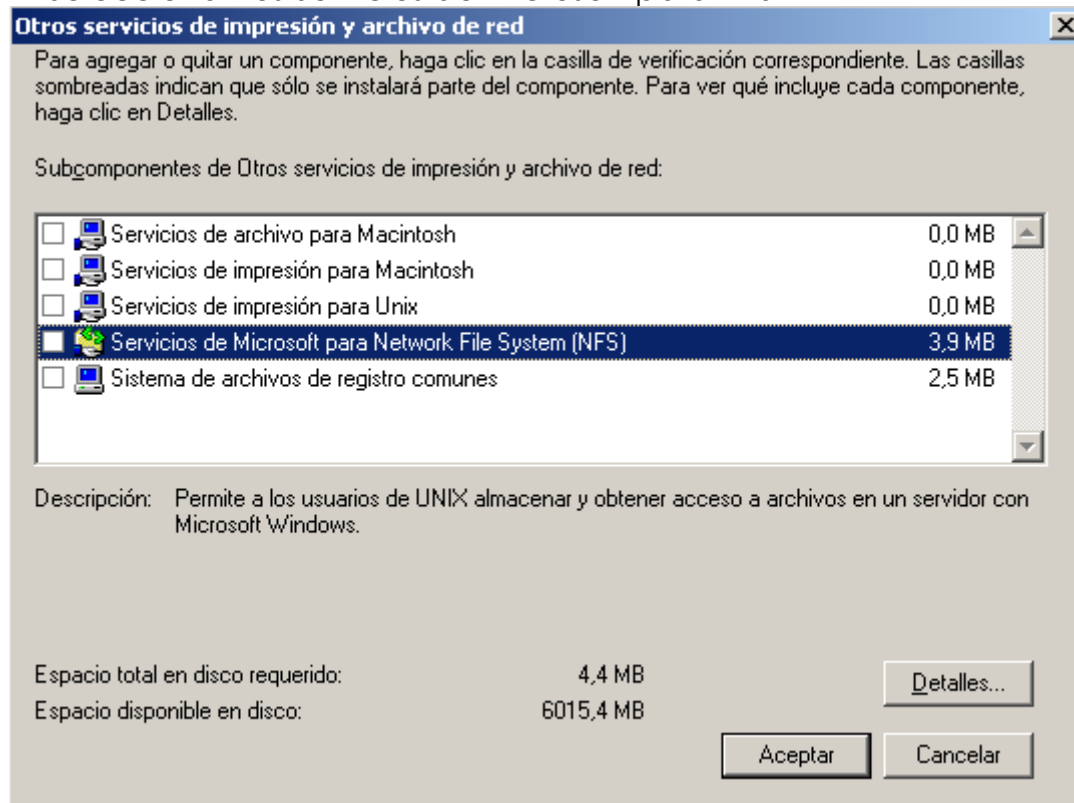 Otros servicios de impresión y archivo de red
Para agregar o quitar un componente, haga clic en la casilla de verificación correspondiente. Las casillas
sombreadas indican que sólo se instalará parte del componente. Para ver qué incluye cada componente,
haga clic en Detalles.
Subcomponentes de Otros servicios de impresión y archivo de red:
Servicios de archivo para Macintosh 0,0 MB
Servicios de impresión para Macintosh 0,0 MB
Servicios de impresión para Unix 0,0 MB
Servicios de Microsoft para Network File System (NFS) 3,9 MB
Sistema de archivos de registro comunes 2,5 MB
Descripción: Permite a los usuarios de UNIX almacenar y obtener acceso a archivos en un servidor con
Microsoft Windows.
Espacio total en disco requerido: 4,4 MB
Detalles...
Espacio disponible en disco: 6015,4 MB
Aceptar Cancelar